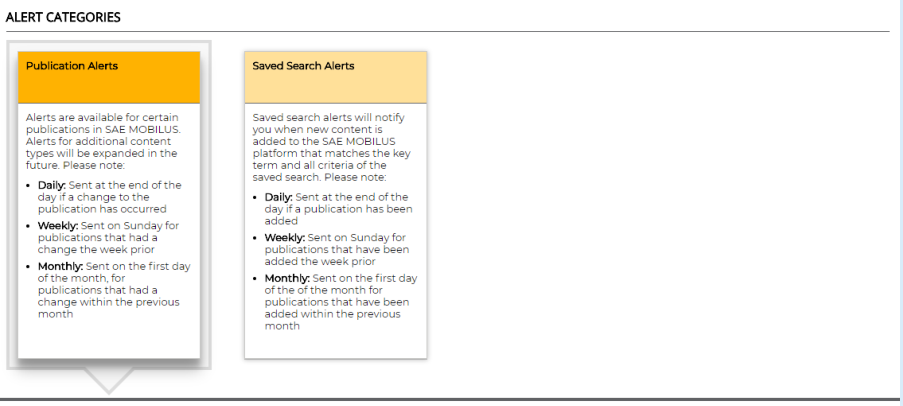 ALERT CATEGORIES
Publication Alerts
Alerts are available for certain
publications in SAE MOBILUS.
Alerts for additional content
types will be expanded in the
future. Please note:
• Daily: Sent at the end of the
day if a change to the
publication has occurred
• Weekly: Sent on Sunday for
publications that had a
change the week prior
• Monthly: Sent on the first day
of the month, for
publications that had a
change within the previous
month
Saved Search Alerts
Saved search alerts will notify
you when new content is
added to the SAE MOBILUS
platform that matches the key
term and all criteria of the
saved search. Please note:
• Daily: Sent at the end of the
day if a publication has been
added
• Weekly: Sent on Sunday for
publications that have been
added the week prior
• Monthly: Sent on the first day
of the of the month for
publications that have been
added within the previous
month